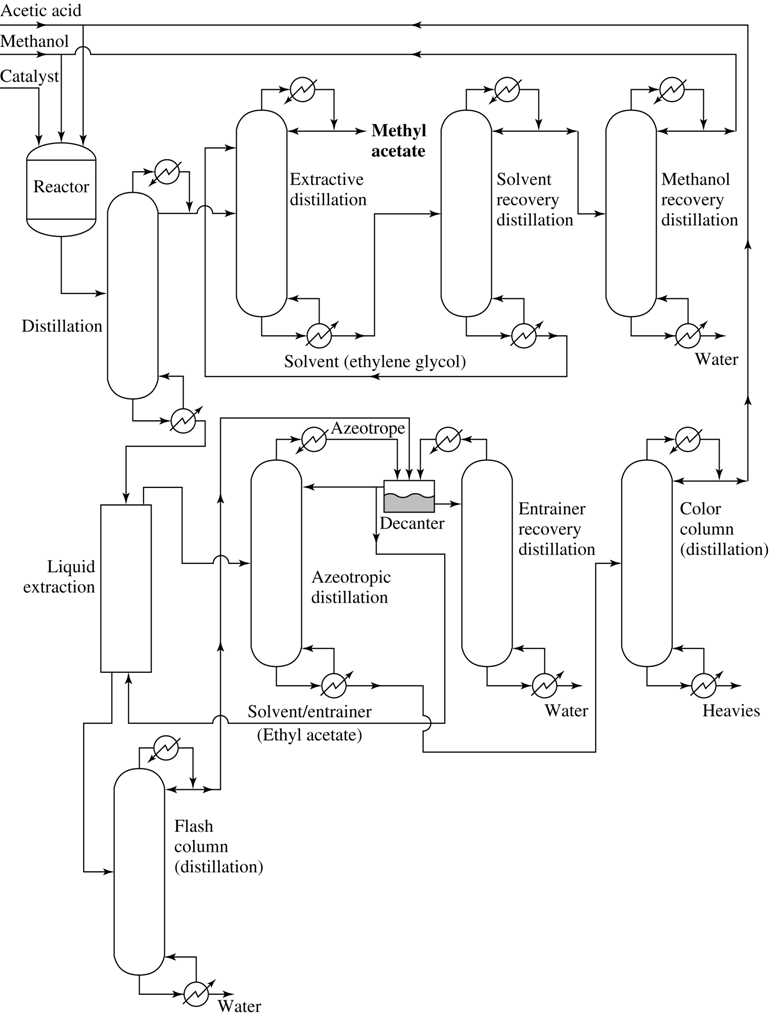 Acetic acid
Methanol
Catalyst
Reactor
Methyl
acetate
Extractive
distillation
Solvent
recovery
distillation
Methanol
recovery
distillation
Distillation
Solvent (ethylene glycol)
Water
Azeotrope
Decanter
Entrainer
recovery
distillation
Color
column
(distillation)
Liquid
extraction
Azeotropic
distillation
Solvent/entrainer
(Ethyl acetate)
Water
Heavies
Flash
column
(distillation)
Water